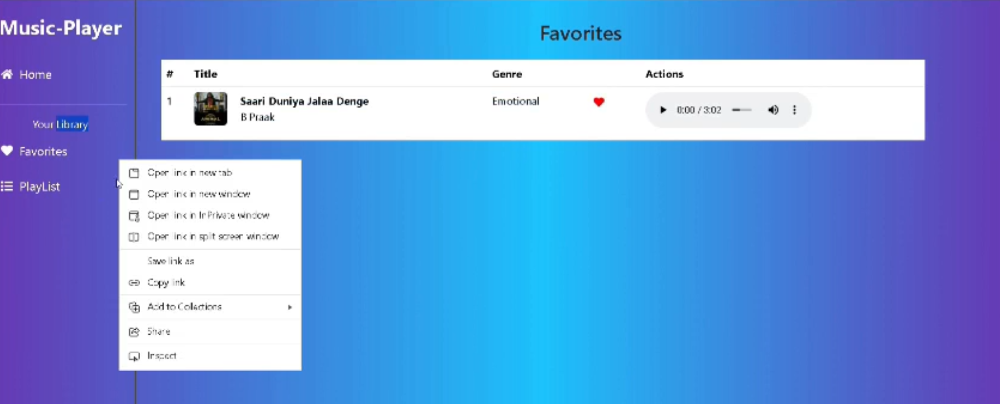 Music-Player
Home
Your Library
Favorites
PlayList
Favorites
# Title Genre Actions
1 Saari Duniya Jalaa Denge Emotional 0:00 / 3:02
B Praak
Open link in new tab
Open link in new window
Open link in InPrivate window
Open link in split screen window
Save link as
Copy link
Add to Collections
Share
Inspect